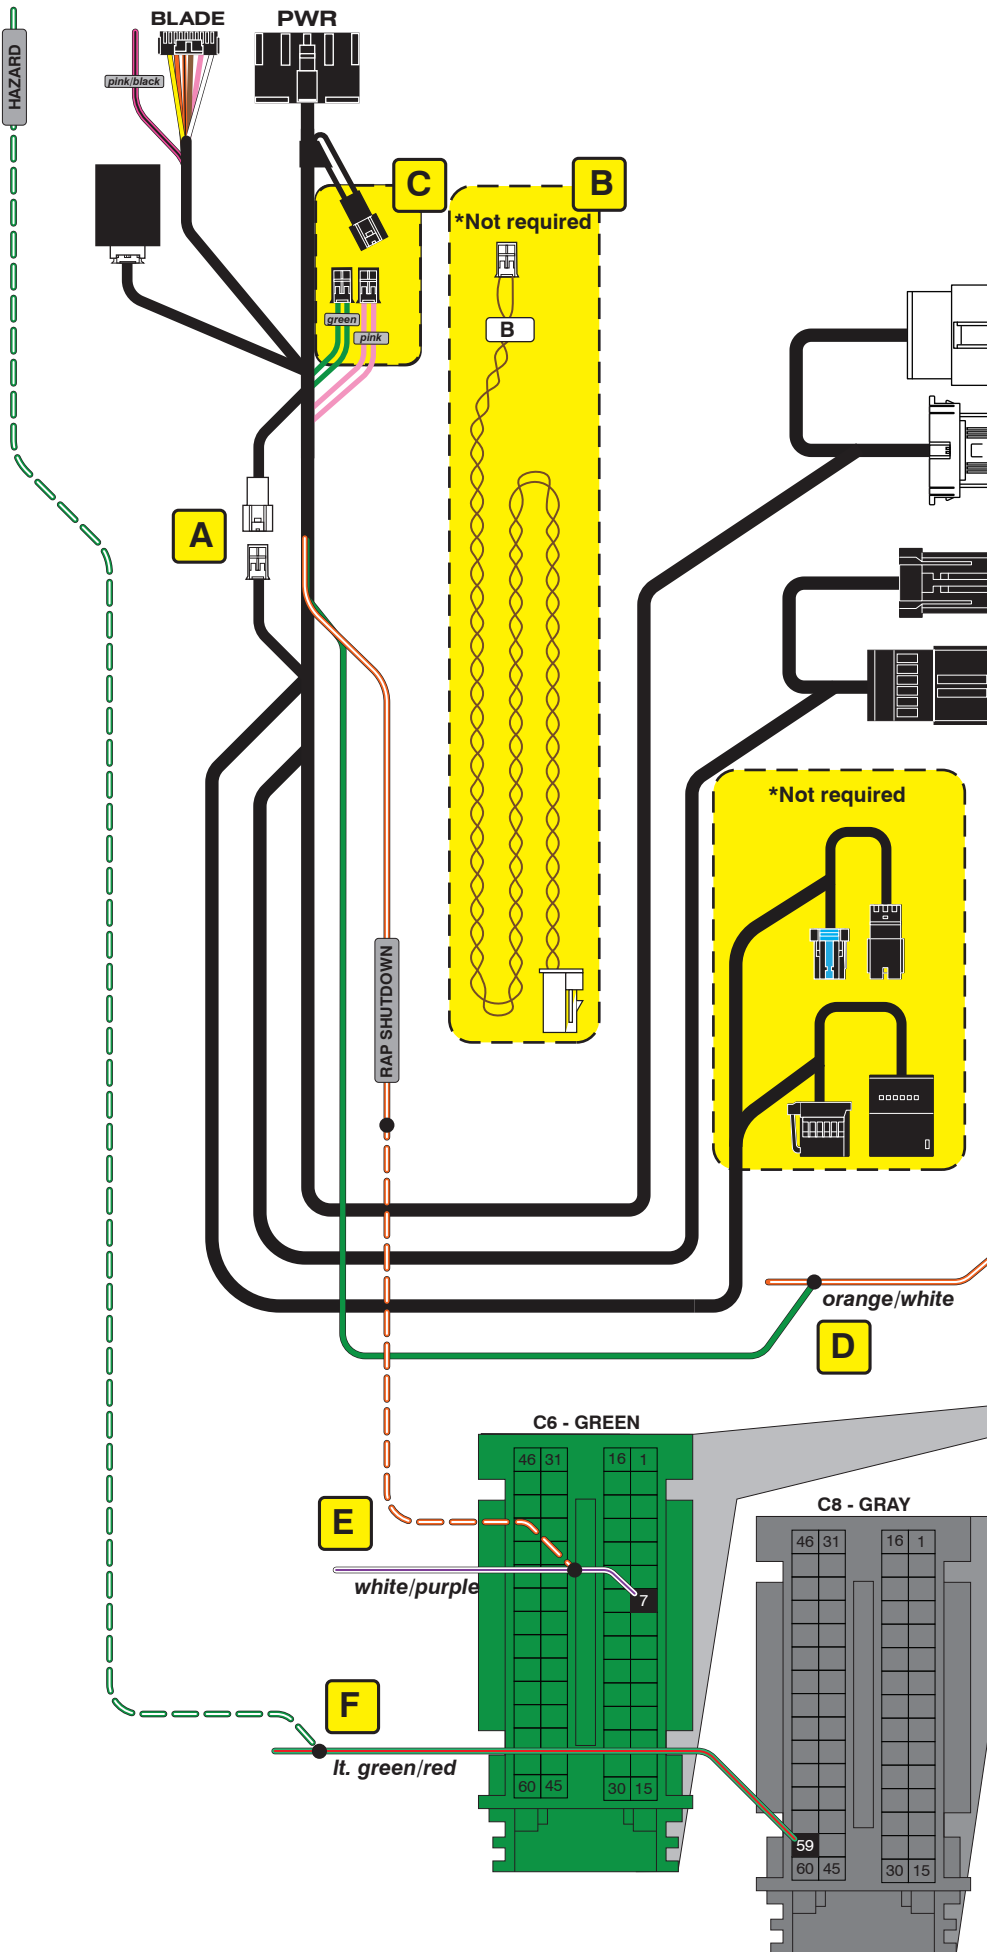 BLADE
PWR
HAZARD
pink/black
C
B
*Not required
green
pink
B
A
*Not required
RAP SHUTDOWN
orange/white
D
C6 - GREEN
46 31 16 1
E
C8 - GRAY
46 31 16 1
white/purple
7
F
lt. green/red
60 45 30 15
59
60 45 30 15